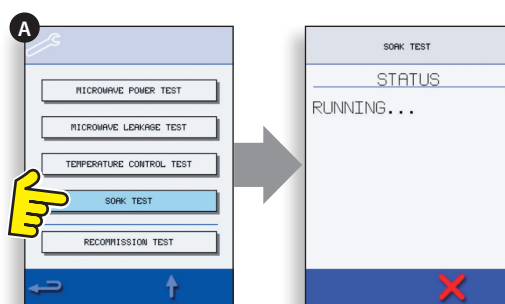 A
MICROWAVE POWER TEST
MICROWAVE LEAKAGE TEST
TEMPERATURE CONTROL TEST
SOAK TEST
RECOMMISSION TEST
SOAK TEST
STATUS
RUNNING...